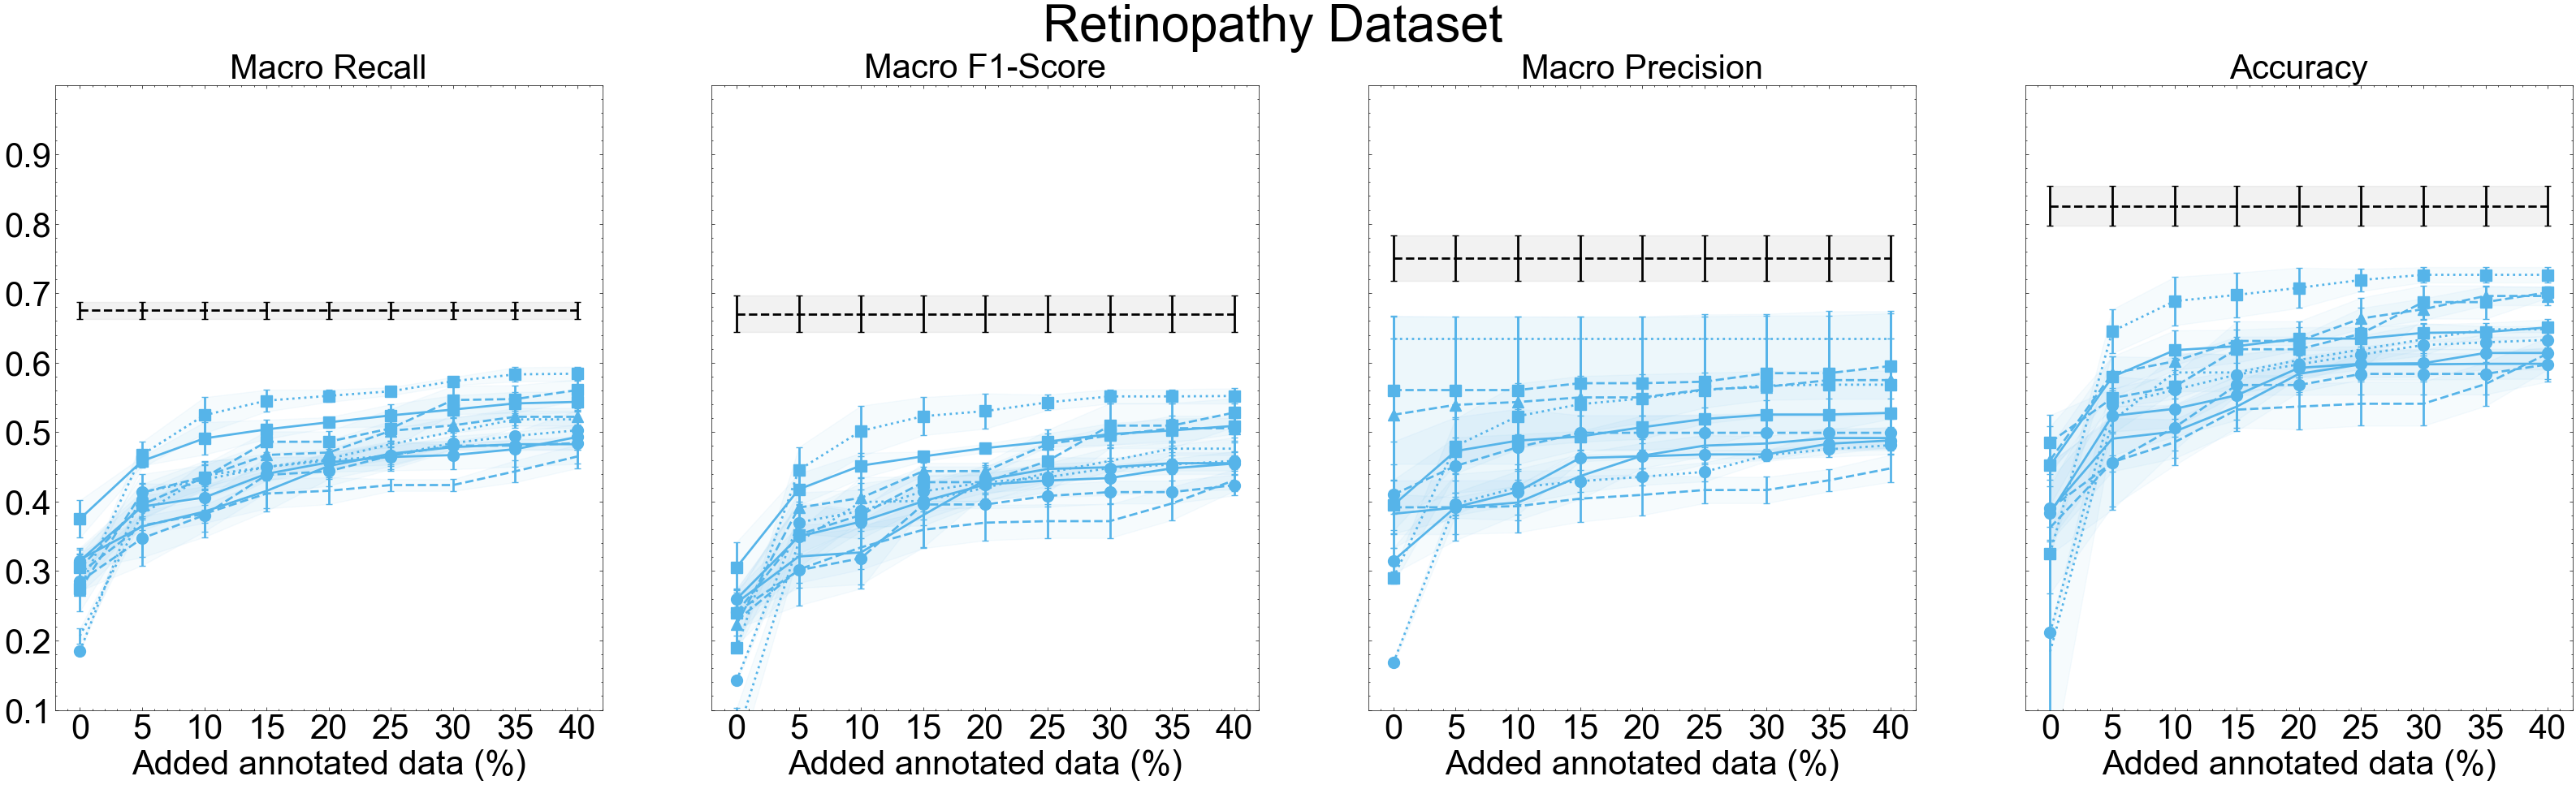 Retinopathy Dataset
Macro Recall
Macro F1-Score
Macro Precision
Accuracy
0.9
0.8
0.7
0.6
0.5
0.4
0.3
0.2
0.1
0 5 10 15 20 25 30 35 40
0 5 10 15 20 25 30 35 40
0 5 10 15 20 25 30 35 40
0 5 10 15 20 25 30 35 40
Added annotated data (%)
Added annotated data (%)
Added annotated data (%)
Added annotated data (%)